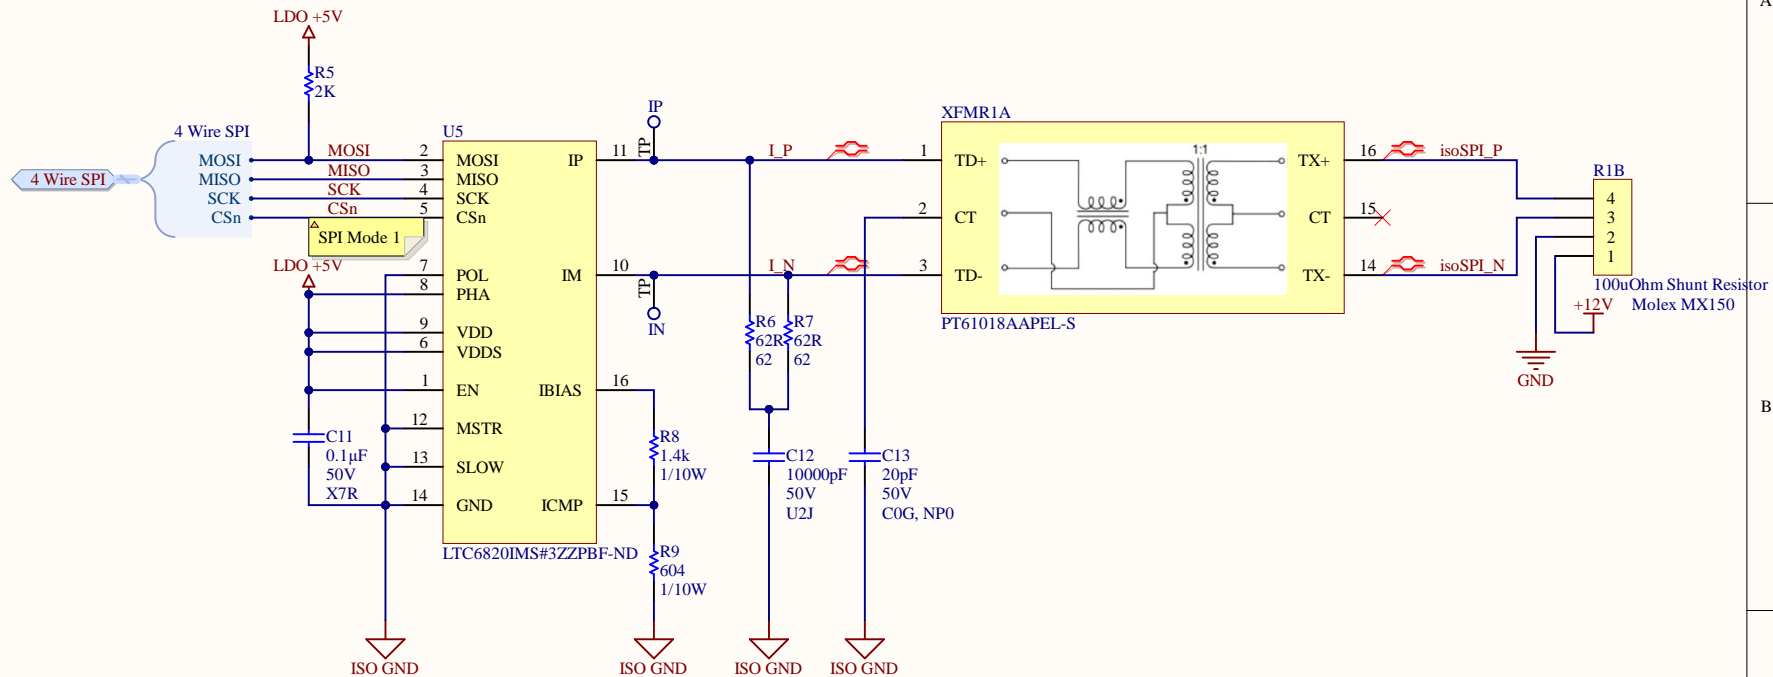 A
LDO +5V
R5
2K
4 Wire SPI
4 Wire SPI
MOSI
MISO
SCK
CSn
MOSI
MISO
SCK
CSn
SPI Mode 1
LDO +5V
U5
2
3
4
5
7
8
9
6
1
12
13
14
MOSI
MISO
SCK
CSn
POL
PHA
VDD
VDDS
EN
MSTR
SLOW
GND
IP
IM
IBIAS
ICMP
11
10
16
15
LTC6820IMS#3ZZPBF-ND
C11
0.1µF
50V
X7R
ISO GND
IP
TP
TP
IN
I_P
I_N
R6
62R
62
R7
62R
62
R8
1.4k
1/10W
R9
604
1/10W
ISO GND
C12
10000pF
50V
U2J
ISO GND
C13
20pF
50V
C0G, NP0
ISO GND
XFMR1A
1
2
3
TD+
CT
TD-
1:1
TX+
CT
TX-
16
15
14
PT61018AAPEL-S
isoSPI_P
isoSPI_N
R1B
4
3
2
1
100uOhm Shunt Resistor
Molex MX150
+12V
GND
B